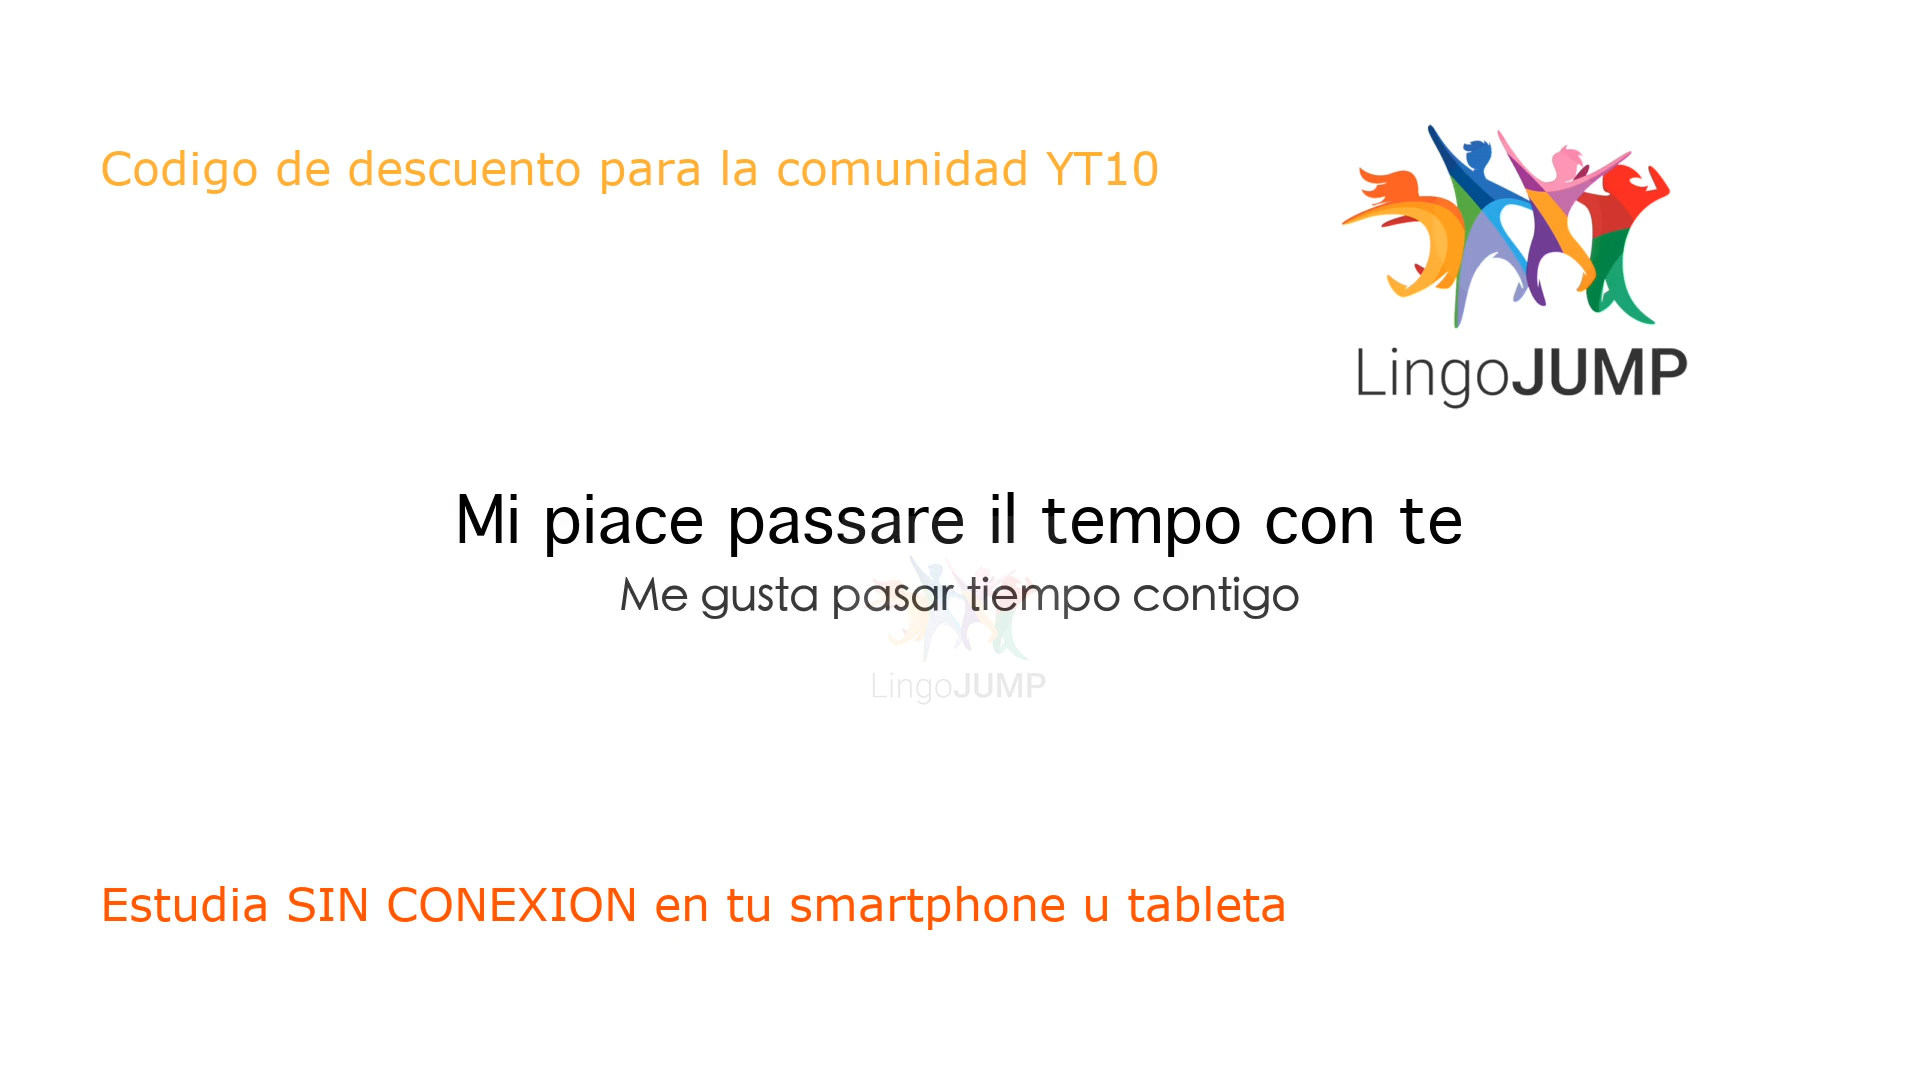 Codigo de descuento para la comunidad YT10
LingoJUMP
Mi piace passare il tempo con te
Me gusta pasar tiempo contigo
LingoJUMP
Estudia SIN CONEXION en tu smartphone u tableta